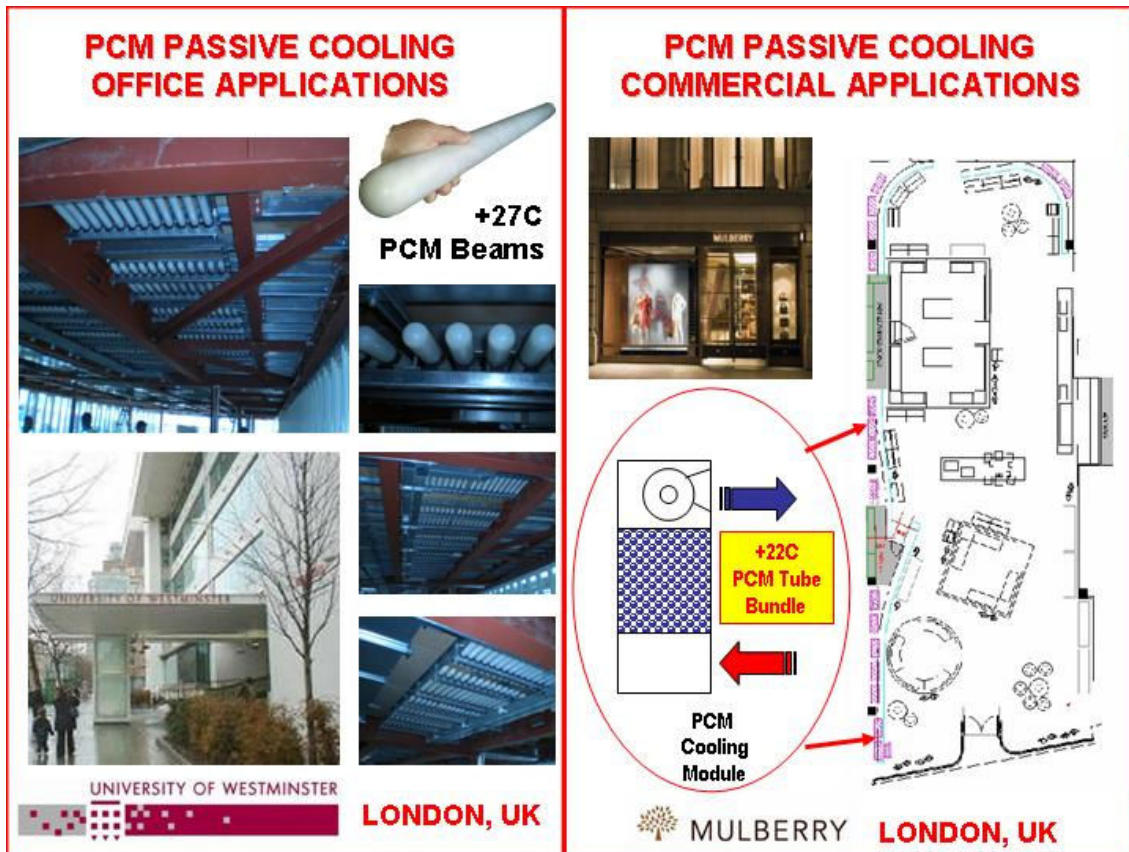 PCM PASSIVE COOLING
OFFICE APPLICATIONS
+27C
PCM Beams
UNIVERSITY OF WESTMINSTER
UNIVERSITY OF WESTMINSTER
LONDON, UK
PCM PASSIVE COOLING
COMMERCIAL APPLICATIONS
MULBERRY
+22C
PCM Tube
Bundle
PCM
Cooling
Module
MULBERRY
LONDON, UK